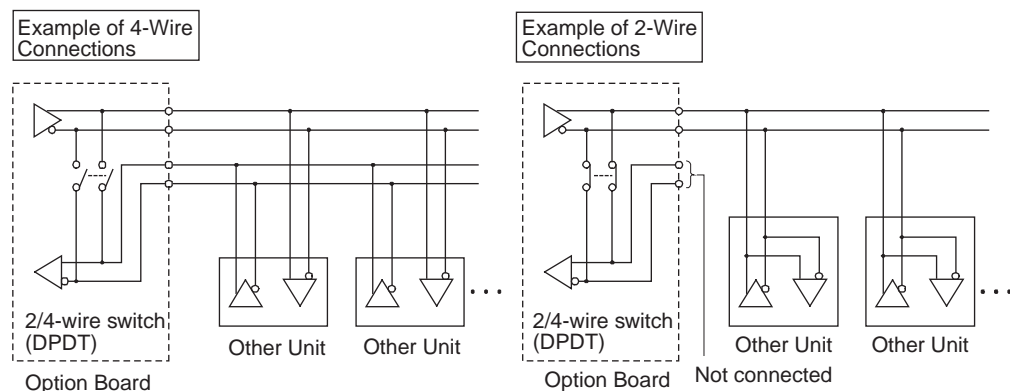 Example of 4-Wire
Connections
2/4-wire switch
(DPDT)
Option Board
Other Unit
Other Unit
Example of 2-Wire
Connections
2/4-wire switch
(DPDT)
Option Board
Not connected
Other Unit
Other Unit